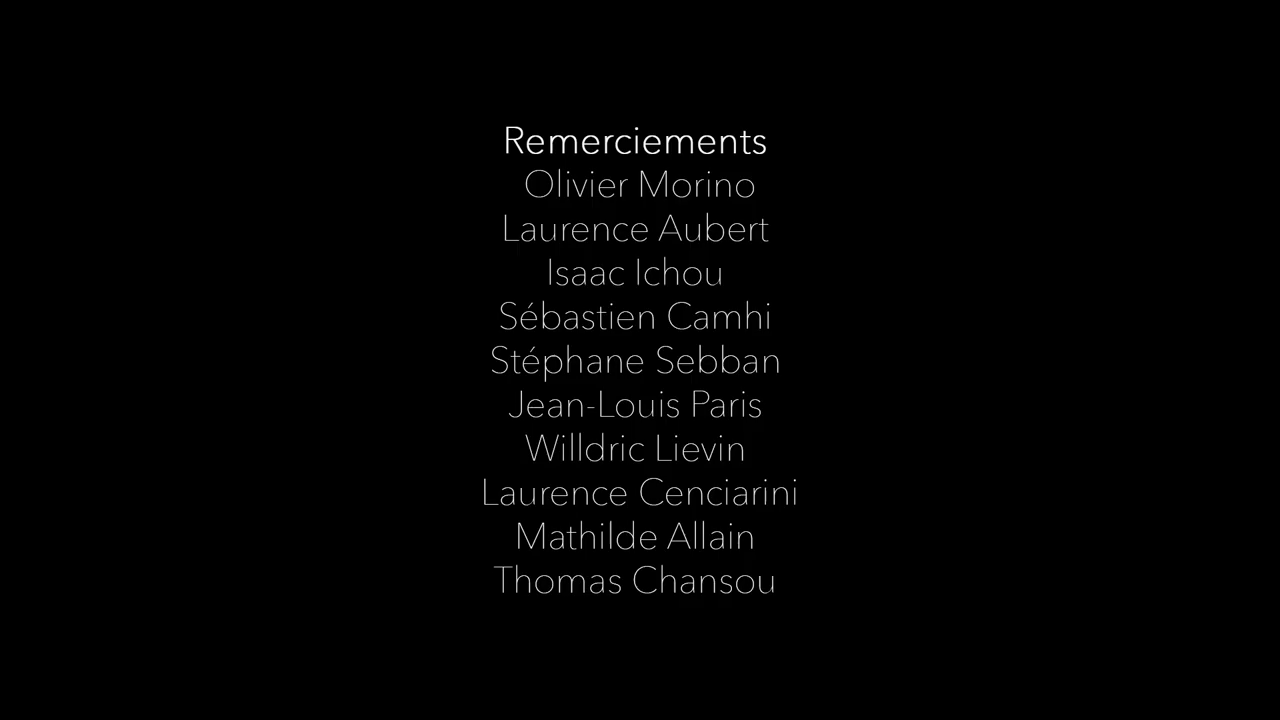 Remerciements
Olivier Morino
Laurence Aubert
Isaac Ichou
Sébastien Camhi
Stéphane Sebban
Jean-Louis Paris
Willdric Lievin
Laurence Cenciarini
Mathilde Allain
Thomas Chansou